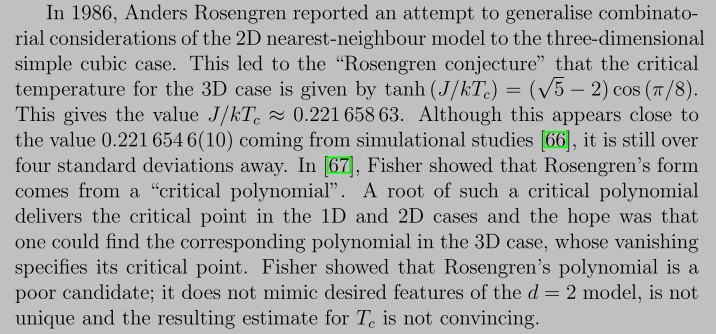 In 1986, Anders Rosengren reported an attempt to generalise combinato-
rial considerations of the 2D nearest-neighbour model to the three-dimensional
simple cubic case. This led to the “Rosengren conjecture” that the critical
temperature for the 3D case is given by tanh (J/kTc) = (√5 − 2) cos (π/8).
This gives the value J/kTc ≈ 0.221 658 63. Although this appears close to
the value 0.221 654 6(10) coming from simulational studies [66], it is still over
four standard deviations away. In [67], Fisher showed that Rosengren’s form
comes from a “critical polynomial”. A root of such a critical polynomial
delivers the critical point in the 1D and 2D cases and the hope was that
one could find the corresponding polynomial in the 3D case, whose vanishing
specifies its critical point. Fisher showed that Rosengren’s polynomial is a
poor candidate; it does not mimic desired features of the d = 2 model, is not
unique and the resulting estimate for Tc is not convincing.